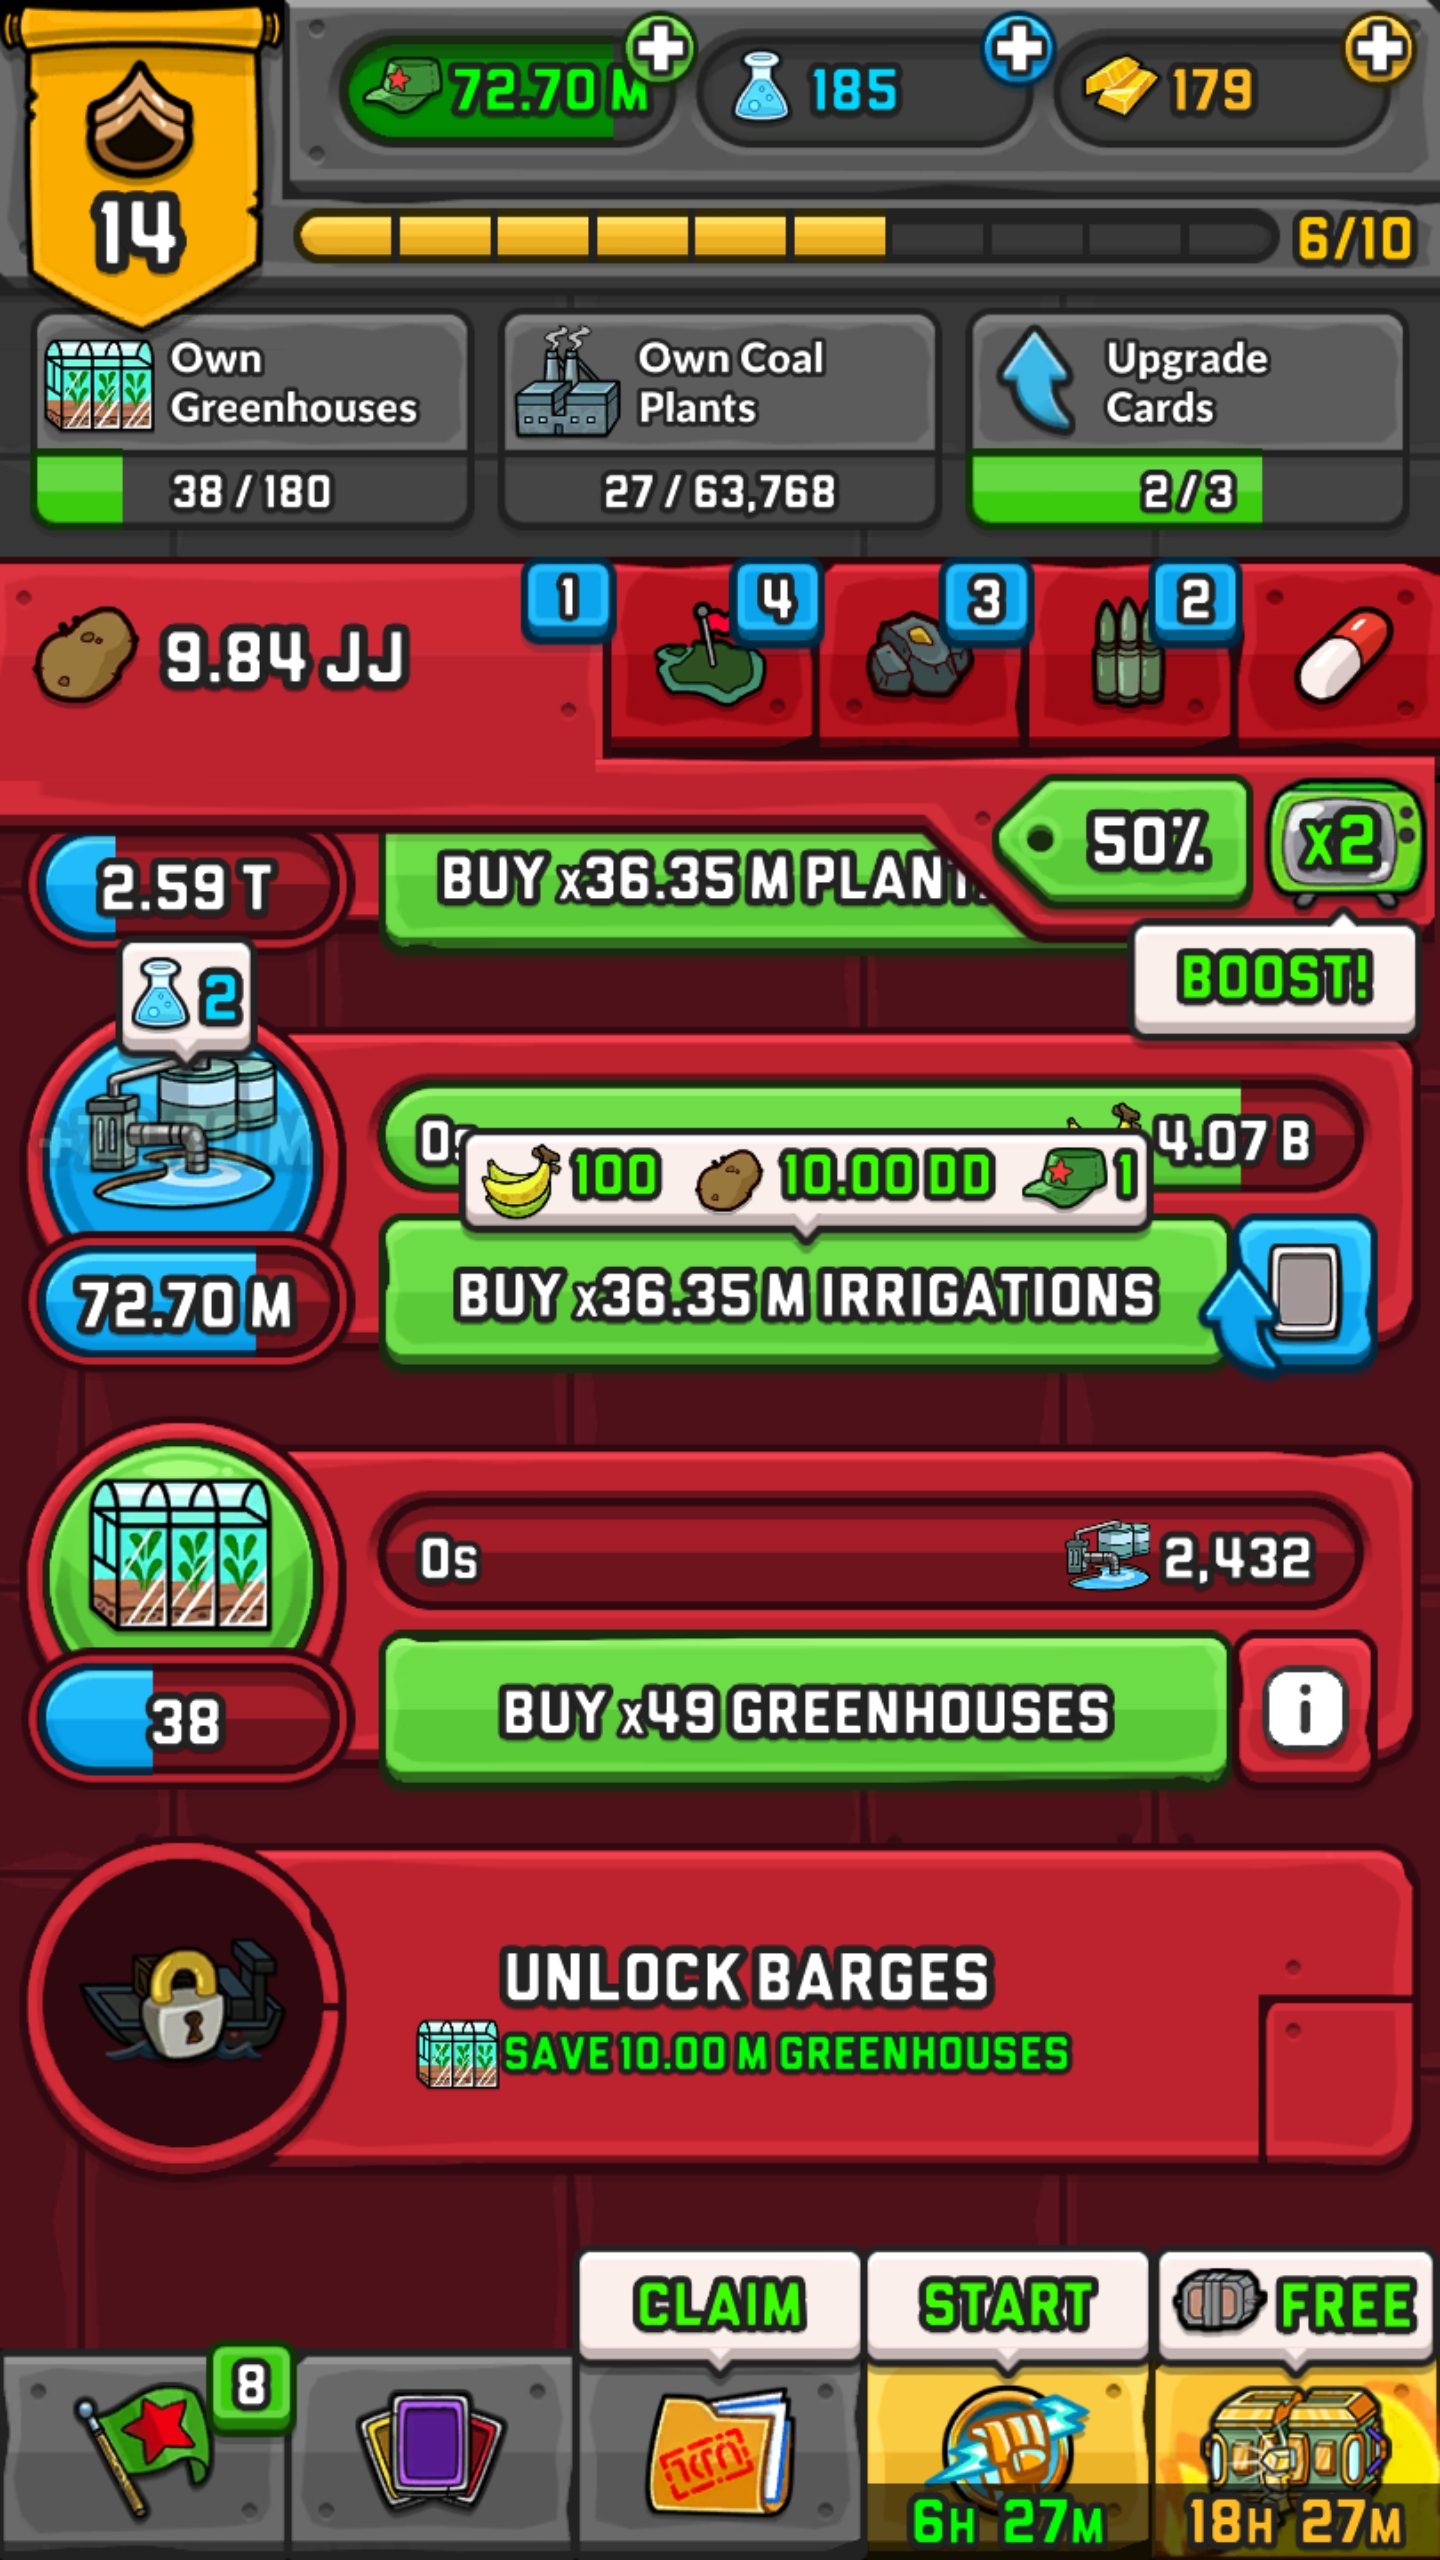 72.70 M
185
179
14
6/10
Own
Greenhouses
38 / 180
Own Coal
Plants
27 / 63,768
Upgrade
Cards
2 / 3
9.84 JJ
1
4
3
2
50%
x2
BOOST!
2.59 T
BUY x36.35 M PLANT
2
0s
4.07 B
100
10.00 DD
1
72.70 M
BUY x36.35 M IRRIGATIONS
0s
2,432
38
BUY x49 GREENHOUSES
i
UNLOCK BARGES
SAVE 10.00 M GREENHOUSES
CLAIM
START
FREE
8
6H 27M
18H 27M